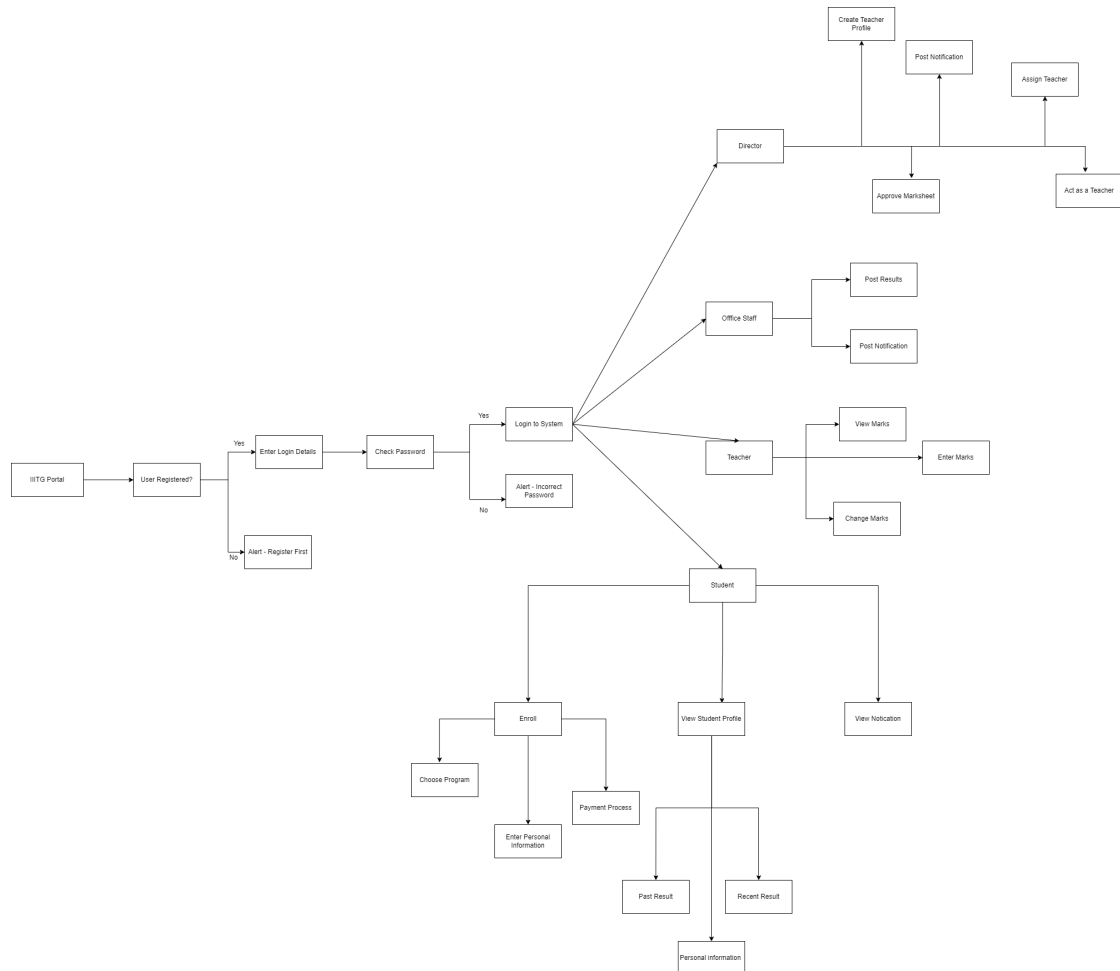 Create Teacher
Profile
Post Notification
Assign Teacher
Director
Approve Marksheet
Act as a Teacher
Post Results
Offfice Staff
Post Notification
Yes
Login to System
View Marks
Yes
Enter Login Details
Check Password
Teacher
Enter Marks
IIITG Portal
User Registered?
Alert - Incorrect
Password
No
Change Marks
No
Alert - Register First
Student
Enroll
View Student Profile
View Notication
Choose Program
Payment Process
Enter Personal
Information
Past Result
Recent Result
Personal information